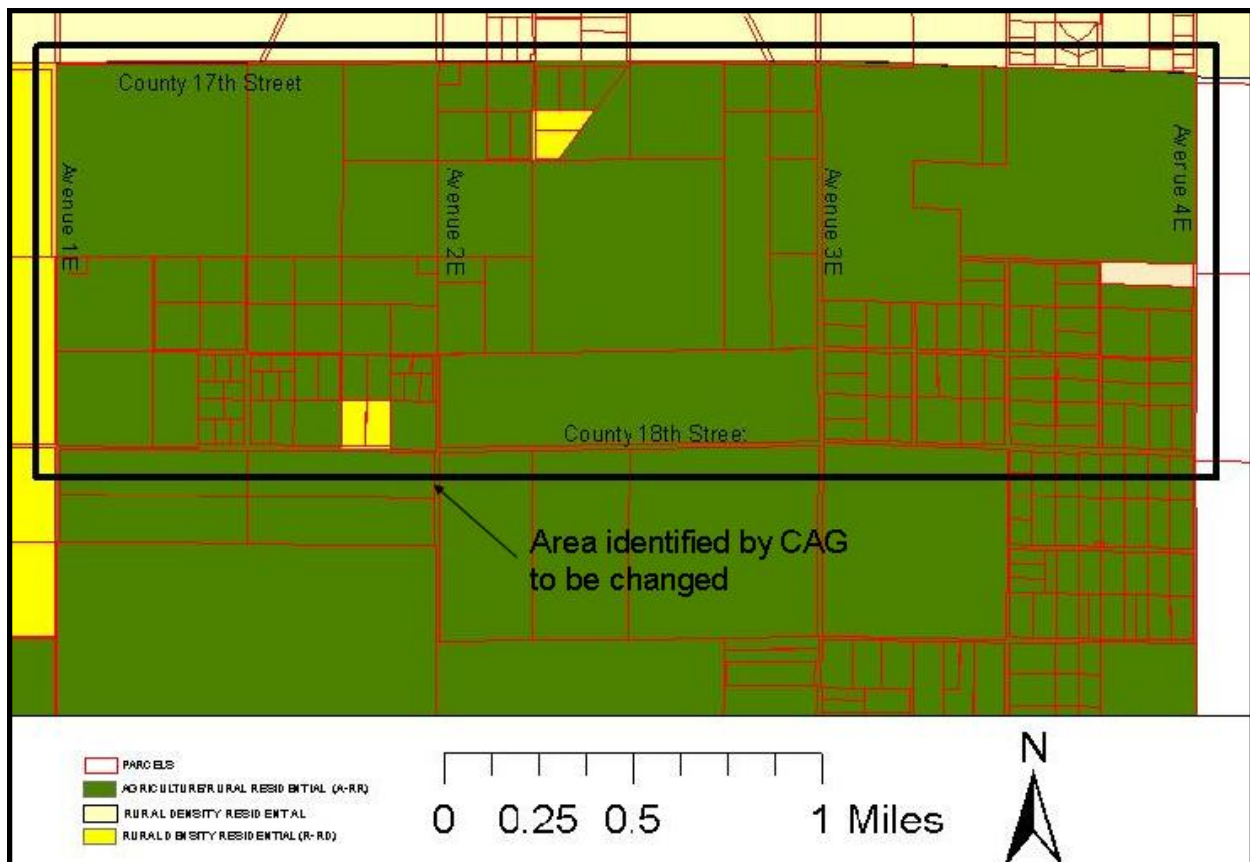 County 17th Street
Avenue 1E
Avenue 2E
Avenue 3E
Avenue 4E
County 18th Street
Area identified by CAG
to be changed
PARCELS
AGRICULTURE/RURAL RESIDENTIAL (A-RR)
RURAL DENSITY RESIDENTAL
RURAL DENSITY RESIDENTIAL (R-RD)
0 0.25 0.5 1 Miles
N